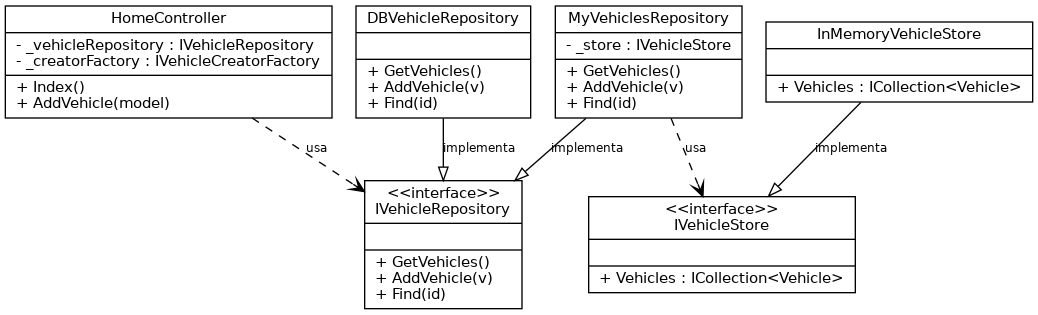 HomeController
- _vehicleRepository : IVehicleRepository
- _creatorFactory : IVehicleCreatorFactory
+ Index()
+ AddVehicle(model)
DBVehicleRepository
+ GetVehicles()
+ AddVehicle(v)
+ Find(id)
MyVehiclesRepository
- _store : IVehicleStore
+ GetVehicles()
+ AddVehicle(v)
+ Find(id)
InMemoryVehicleStore
+ Vehicles : ICollection<Vehicle>
usa
implementa
implementa
usa
implementa
<<interface>>
IVehicleRepository
+ GetVehicles()
+ AddVehicle(v)
+ Find(id)
<<interface>>
IVehicleStore
+ Vehicles : ICollection<Vehicle>